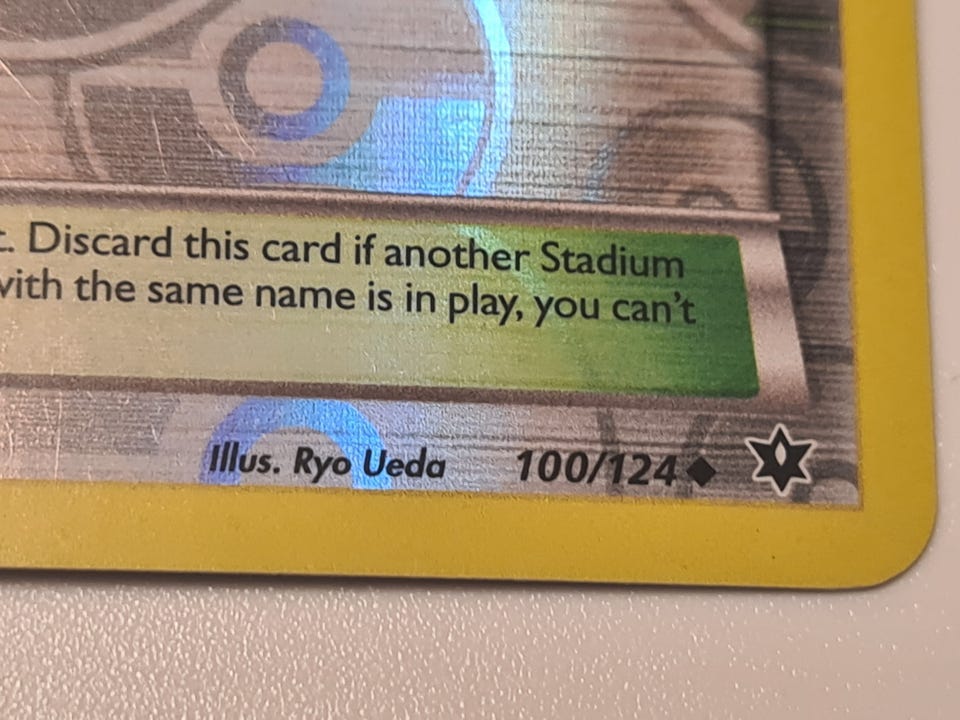 . Discard this card if another Stadium
with the same name is in play, you can't
Illus. Ryo Ueda 100/124